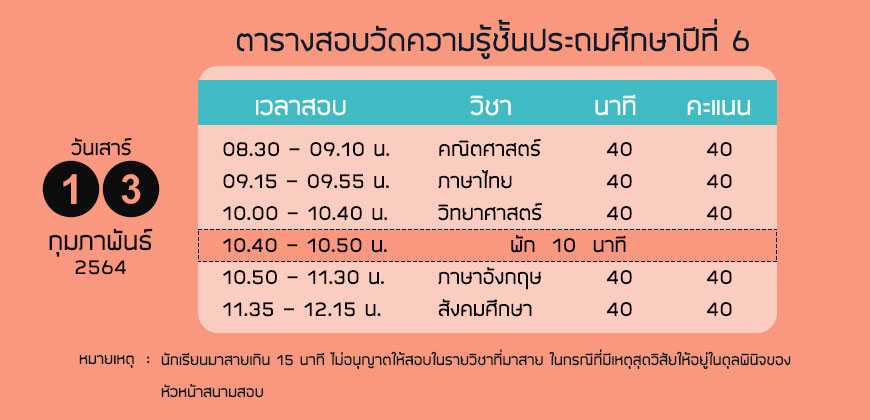 ตารางสอบวัดความรู้ชั้นประถมศึกษาปีที่ 6
เวลาสอบ วิชา นาที คะแนน
วันเสาร์
13
กุมภาพันธ์
2564
08.30 - 09.10 น. คณิตศาสตร์ 40 40
09.15 - 09.55 น. ภาษาไทย 40 40
10.00 - 10.40 น. วิทยาศาสตร์ 40 40
10.40 - 10.50 น. พัก 10 นาที
10.50 - 11.30 น. ภาษาอังกฤษ 40 40
11.35 - 12.15 น. สังคมศึกษา 40 40
หมายเหตุ : นักเรียนมาสายเกิน 15 นาที ไม่อนุญาตให้สอบในรายวิชาที่มาสาย ในกรณีที่มีเหตุสุดวิสัยให้อยู่ในดุลพินิจของ
หัวหน้าสนามสอบ